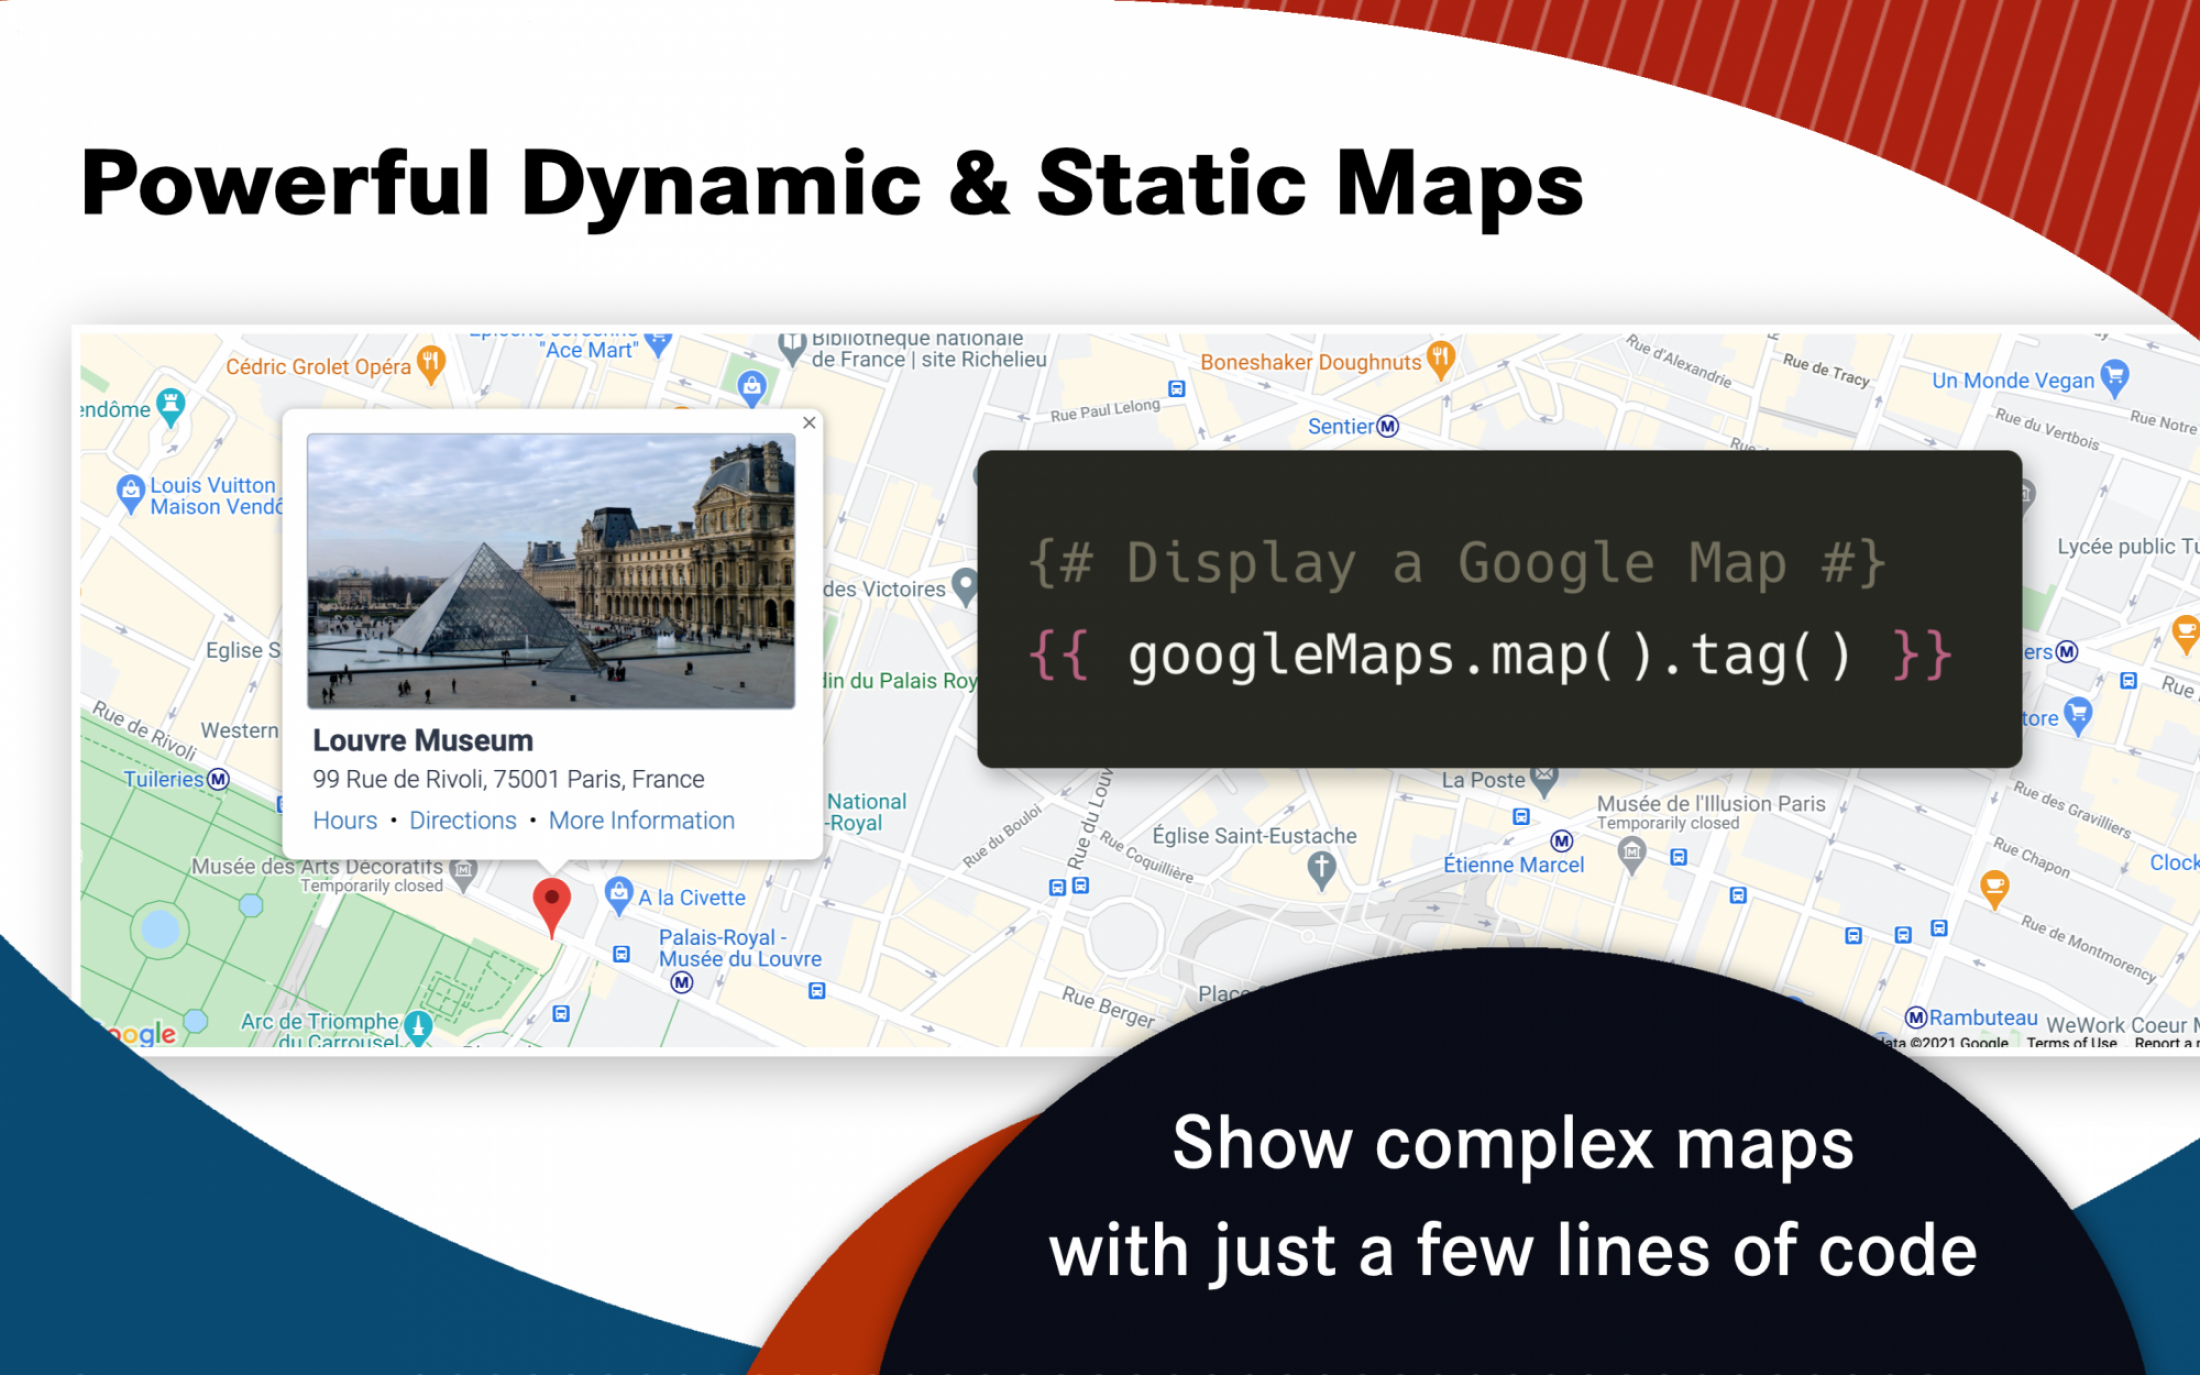 Powerful Dynamic & Static Maps
"Ace Mart"
Bibliothèque nationale
de France | site Richelieu
Cédric Grolet Opéra
Boneshaker Doughnuts
Rue d'Alexandrie
Rue de Tracy
Un Monde Vegan
endôme
Rue Paul Lelong
Sentier
Rue du Vertbois
Rue Notre
Louis Vuitton
Maison Vendô
{# Display a Google Map #}
Lycée public Tu
des Victoires
{{ googleMaps.map().tag() }}
Eglise S
ers
din du Palais Roy
Rue
Rue de Rivoli
Western
tore
Louvre Museum
99 Rue de Rivoli, 75001 Paris, France
Hours • Directions • More Information
Tuileries
National
-Royal
Rue du Bouloi
Rue du Louv
La Poste
Musée de l'Illusion Paris
Temporarily closed
Rue des Gravilliers
Église Saint-Eustache
Rue Coquillière
Étienne Marcel
Rue Chapon
Clock
Musée des Arts Décoratifs
Temporarily closed
A la Civette
Palais-Royal -
Musée du Louvre
Rue de Montmorency
Rue Berger
Place
Arc de Triomphe
du Carrousel
oogle
Rambuteau
WeWork Coeur M
data ©2021 Google
Terms of Use
Report a
Show complex maps
with just a few lines of code